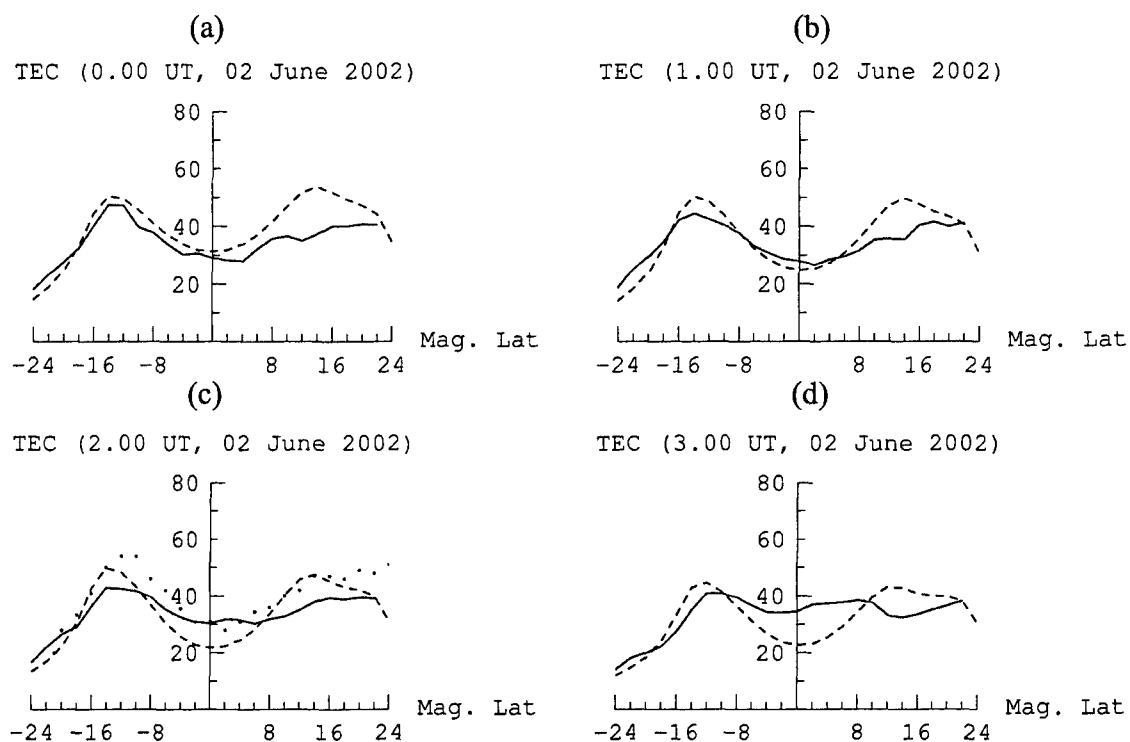 (a)
TEC (0.00 UT, 02 June 2002)
80
60
40
20
Mag. Lat
-24 -16 -8 8 16 24
(b)
TEC (1.00 UT, 02 June 2002)
80
60
40
20
Mag. Lat
-24 -16 -8 8 16 24
(c)
TEC (2.00 UT, 02 June 2002)
80
60
40
20
Mag. Lat
-24 -16 -8 8 16 24
(d)
TEC (3.00 UT, 02 June 2002)
80
60
40
20
Mag. Lat
-24 -16 -8 8 16 24